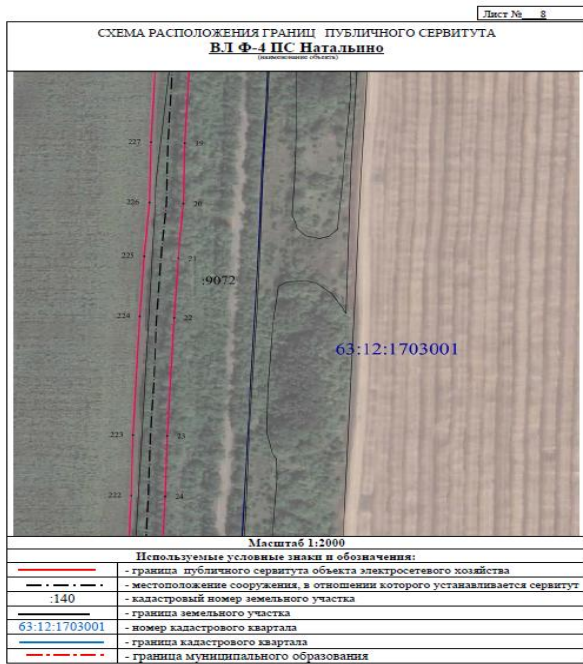 Лист № 8
СХЕМА РАСПОЛОЖЕНИЯ ГРАНИЦ ПУБЛИЧНОГО СЕРВИТУТА
ВЛ Ф-4 ПС Натальино
(наименование объекта)
227
19
226
20
225
21
:9072
224
22
63:12:1703001
223
23
222
24
Масштаб 1:2000
Используемые условные знаки и обозначения:
- граница публичного сервитута объекта электросетевого хозяйства
- местоположение сооружения, в отношении которого устанавливается сервитут
:140 - кадастровый номер земельного участка
- граница земельного участка
63:12:1703001 - номер кадастрового квартала
- граница кадастрового квартала
- граница муниципального образования